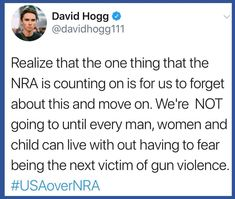 David Hogg
@davidhogg111
Realize that the one thing that the
NRA is counting on is for us to forget
about this and move on. We're NOT
going to until every man, women and
child can live with out having to fear
being the next victim of gun violence.
#USAoverNRA